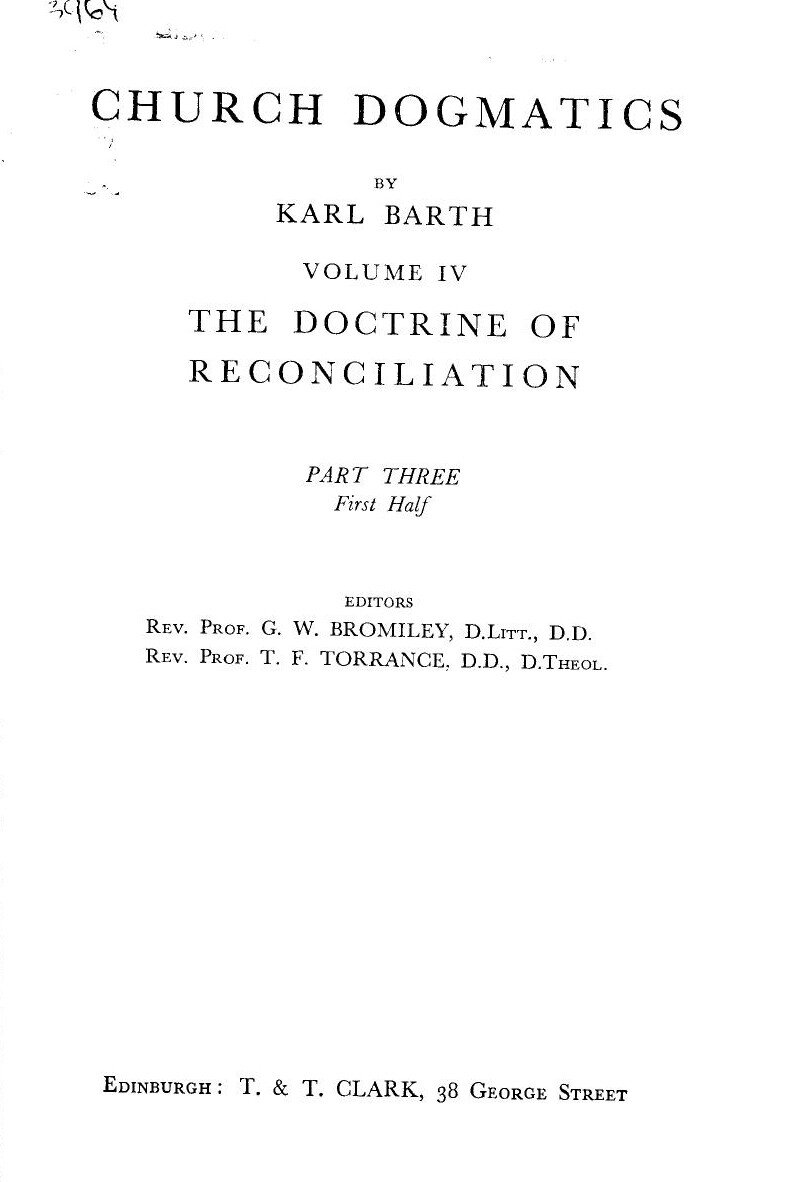 CHURCH DOGMATICS
BY
KARL BARTH
VOLUME IV
THE DOCTRINE OF
RECONCILIATION
PART THREE
First Half
EDITORS
REV. PROF. G. W. BROMILEY, D.LITT., D.D.
REV. PROF. T. F. TORRANCE, D.D., D.THEOL.
EDINBURGH: T. & T. CLARK, 38 GEORGE STREET